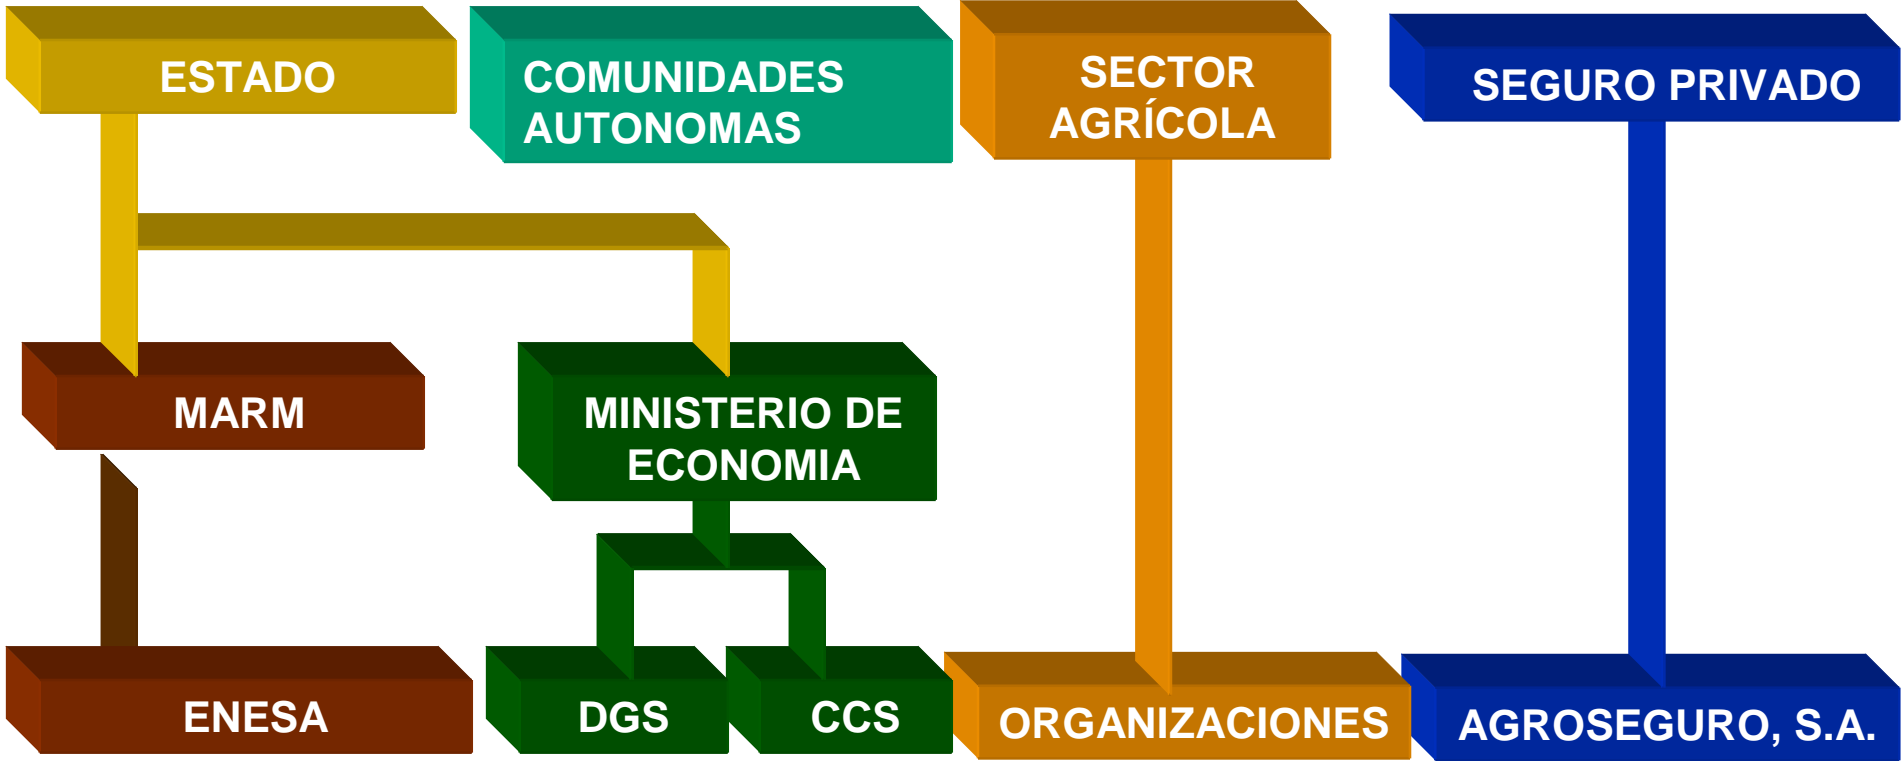 ESTADO
COMUNIDADES
AUTONOMAS
SECTOR
AGRÍCOLA
SEGURO PRIVADO
MARM
MINISTERIO DE
ECONOMIA
ENESA
DGS
CCS
ORGANIZACIONES
AGROSEGURO, S.A.